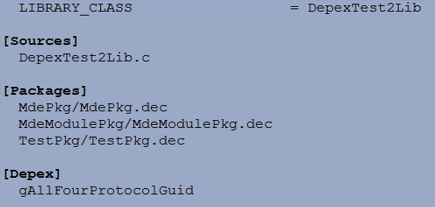 LIBRARY_CLASS = DepexTest2Lib
[Sources]
DepexTest2Lib.c
[Packages]
MdePkg/MdePkg.dec
MdeModulePkg/MdeModulePkg.dec
TestPkg/TestPkg.dec
[Depex]
gAllFourProtocolGuid